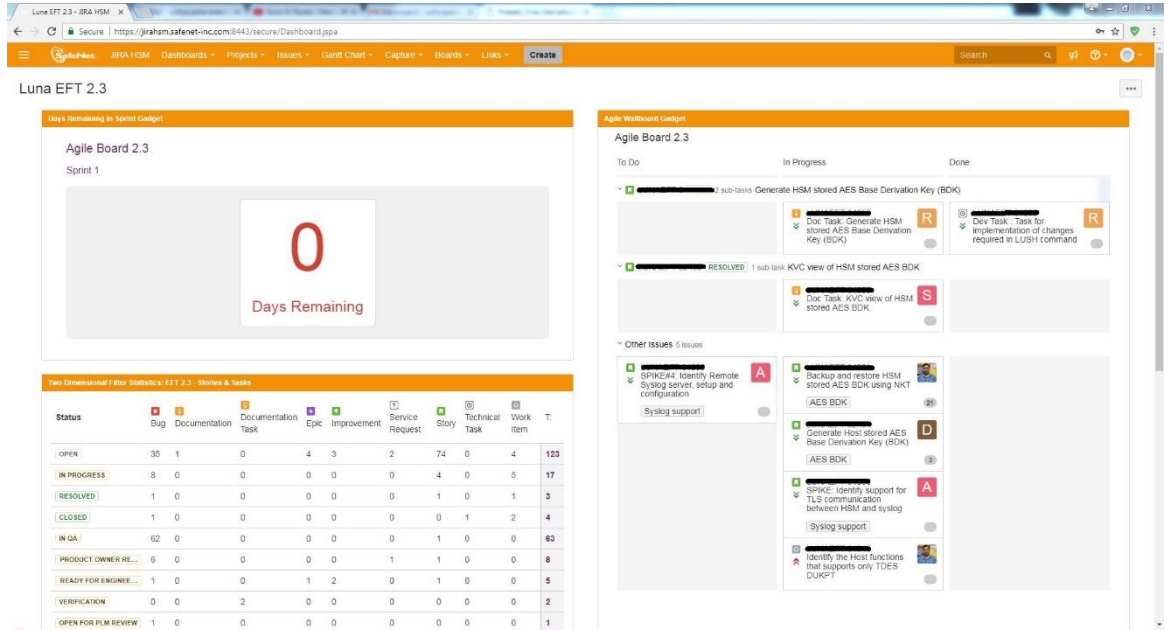 Luna EFT 2.3 - JIRA HSM
Secure | https://jirahsm.safenet-inc.com:8443/secure/Dashboard.jspa
SafeNet. JIRA HSM Dashboards Projects Issues Gantt Chart Capture Boards Links Create Search
Luna EFT 2.3
Days Remaining in Sprint Gadget
Agile Board 2.3
Sprint 1
0
Days Remaining
Two Dimensional Filter Statistics: EFT 2.3 - Stories & Tasks
Status Bug Documentation Documentation Task Epic Improvement Service Request Story Technical Task Work Item T:
OPEN 35 1 0 4 3 2 74 0 4 123
IN PROGRESS 8 0 0 0 0 0 4 0 5 17
RESOLVED 1 0 0 0 0 0 1 0 1 3
CLOSED 1 0 0 0 0 0 0 1 2 4
IN QA 62 0 0 0 0 0 1 0 0 63
PRODUCT OWNER RE... 6 0 0 0 0 1 1 0 0 8
READY FOR ENGINEE... 1 0 0 1 2 0 1 0 0 5
VERIFICATION 0 0 2 0 0 0 0 0 0 2
OPEN FOR PLM REVIEW 1 0 0 0 0 0 0 0 0 1
Agile Wallboard Gadget
Agile Board 2.3
To Do In Progress Done
2 sub-tasks Generate HSM stored AES Base Derivation Key (BDK)
Doc Task: Generate HSM
stored AES Base Derivation
Key (BDK)
R
Dev Task : Task for
implementation of changes
required in LUSH command
R
RESOLVED 1 sub-task KVC view of HSM stored AES BDK
Doc Task: KVC view of HSM
stored AES BDK
S
Other Issues 5 issues
SPIKE#4: Identify Remote
Syslog server, setup and
configuration
A
Syslog support
Backup and restore HSM
stored AES BDK using NKT
AES BDK 21
Generate Host stored AES
Base Derivation Key (BDK)
D
AES BDK 3
SPIKE: Identify support for
TLS communication
between HSM and syslog
A
Syslog support
Identify the Host functions
that supports only TDES
DUKPT